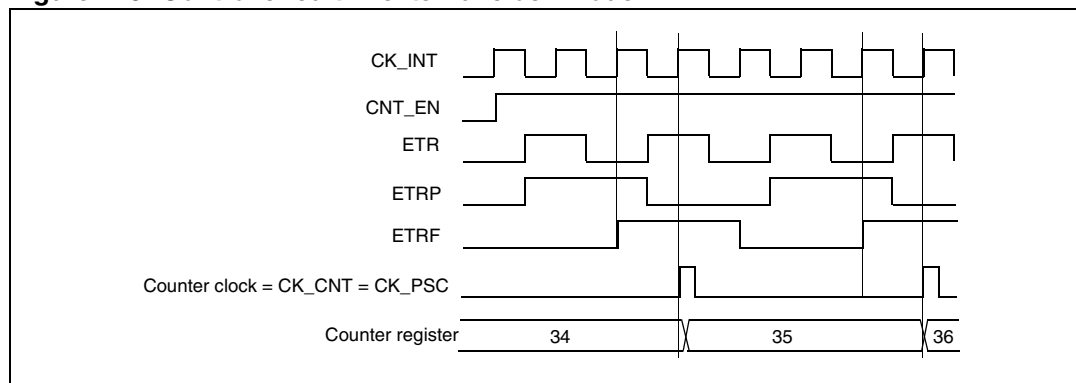 CK_INT
CNT_EN
ETR
ETRP
ETRF
Counter clock = CK_CNT = CK_PSC
Counter register 34 35 36